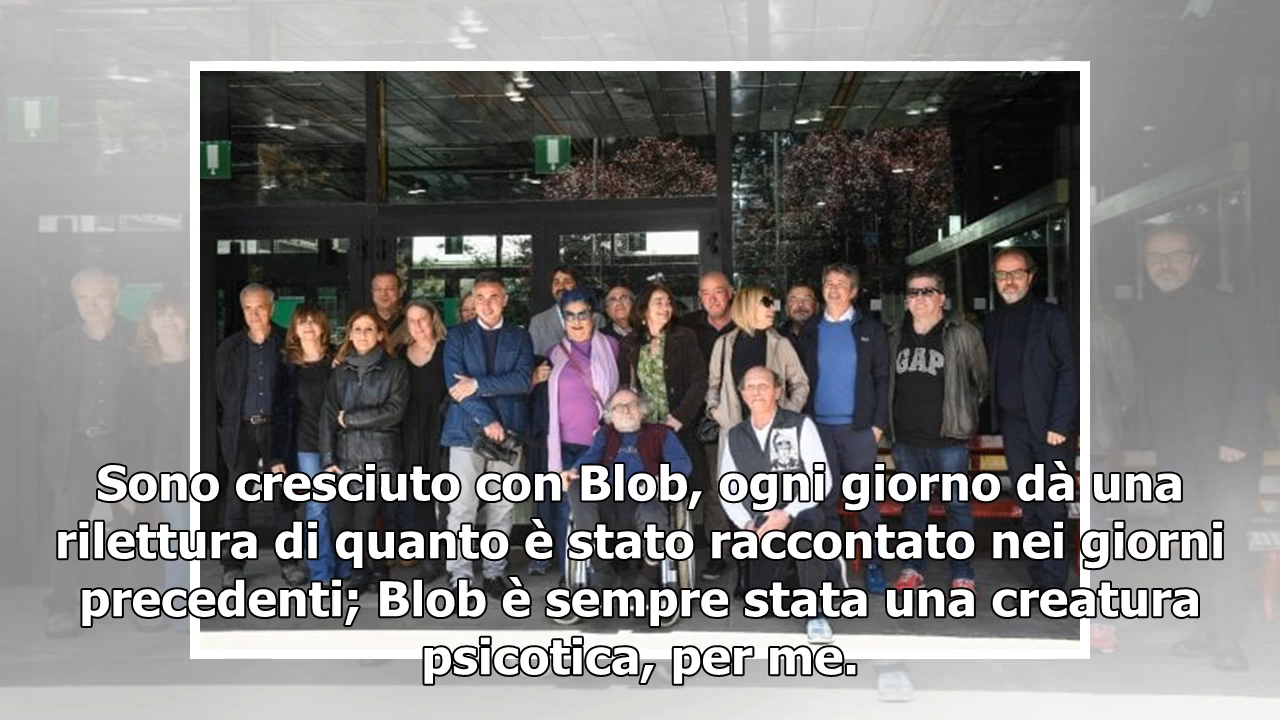 GAP
Sono cresciuto con Blob, ogni giorno dà una
rilettura di quanto è stato raccontato nei giorni
precedenti; Blob è sempre stata una creatura
psicotica, per me.